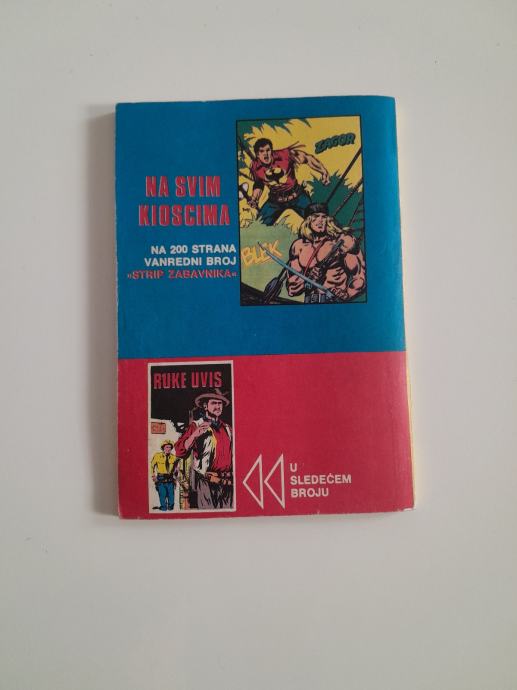 NA SVIM
KIOSCIMA
NA 200 STRANA
VANREDNI BROJ
»STRIP ZABAVNIKA«
ZAGOR
BLEK
RUKE UVIS
U
SLEDEĆEM
BROJU